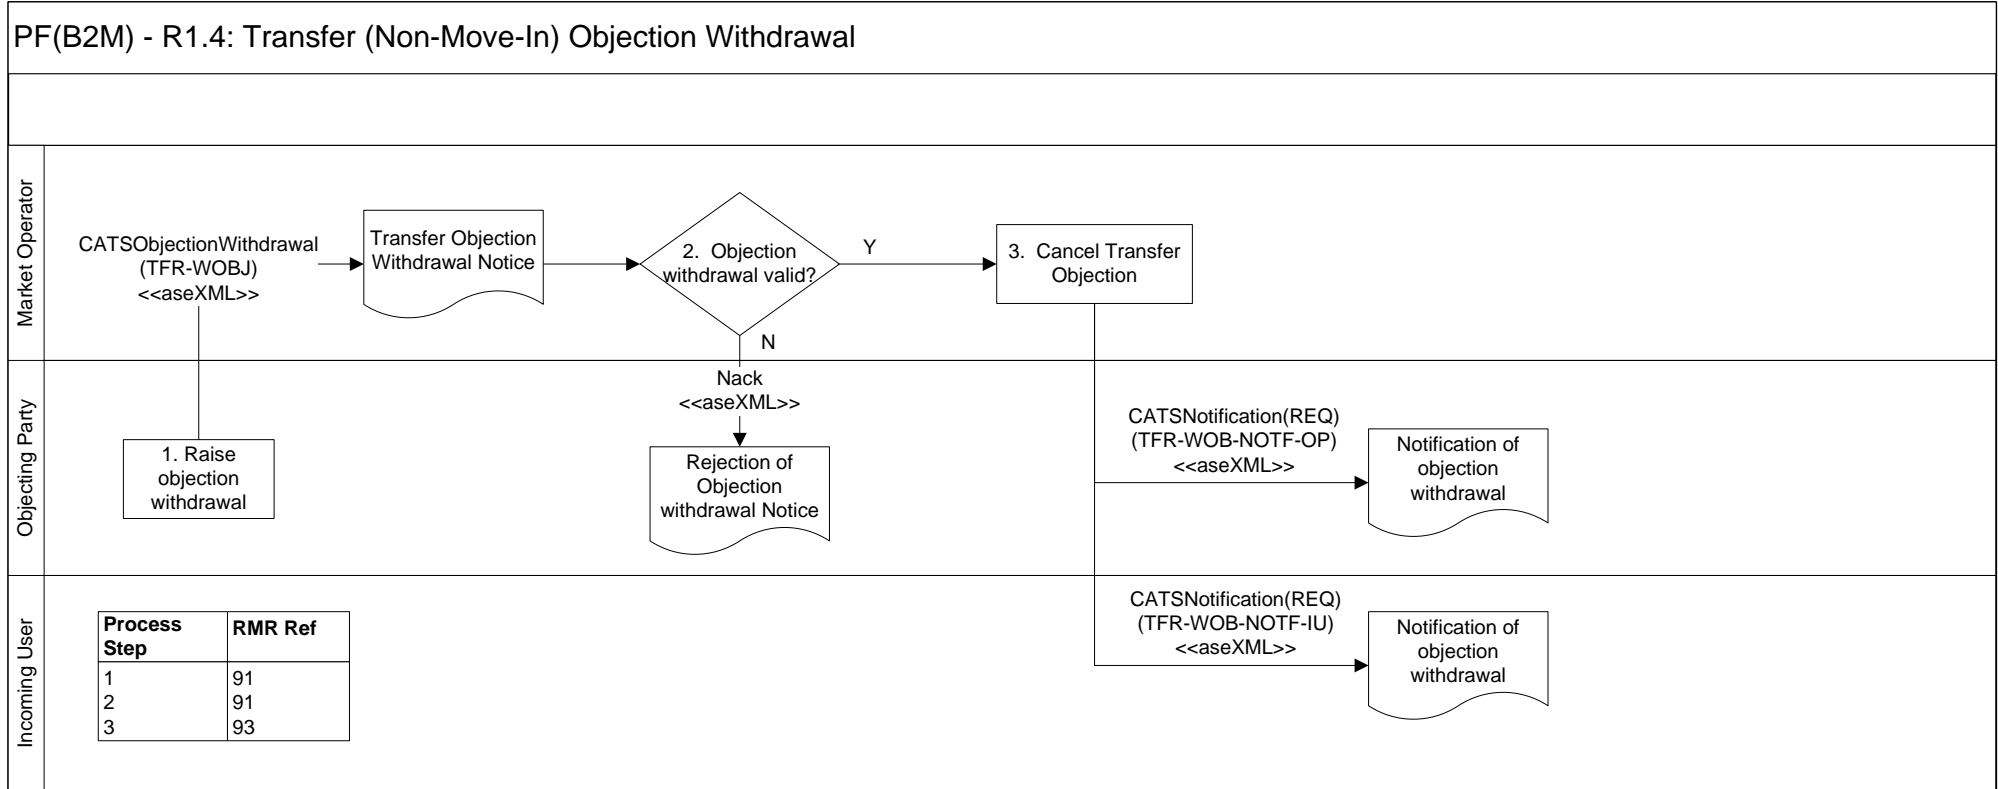 PF(B2M) - R1.4: Transfer (Non-Move-In) Objection Withdrawal
Market Operator
CATSObjectionWithdrawal
(TFR-WOBJ)
<<aseXML>>
Transfer Objection
Withdrawal Notice
2. Objection
withdrawal valid?
Y
N
3. Cancel Transfer
Objection
Objecting Party
1. Raise
objection
withdrawal
Nack
<<aseXML>>
Rejection of
Objection
withdrawal Notice
CATSNotification(REQ)
(TFR-WOB-NOTF-OP)
<<aseXML>>
Notification of
objection
withdrawal
Incoming User
Process
Step
RMR Ref
1 91
2 91
3 93
CATSNotification(REQ)
(TFR-WOB-NOTF-IU)
<<aseXML>>
Notification of
objection
withdrawal